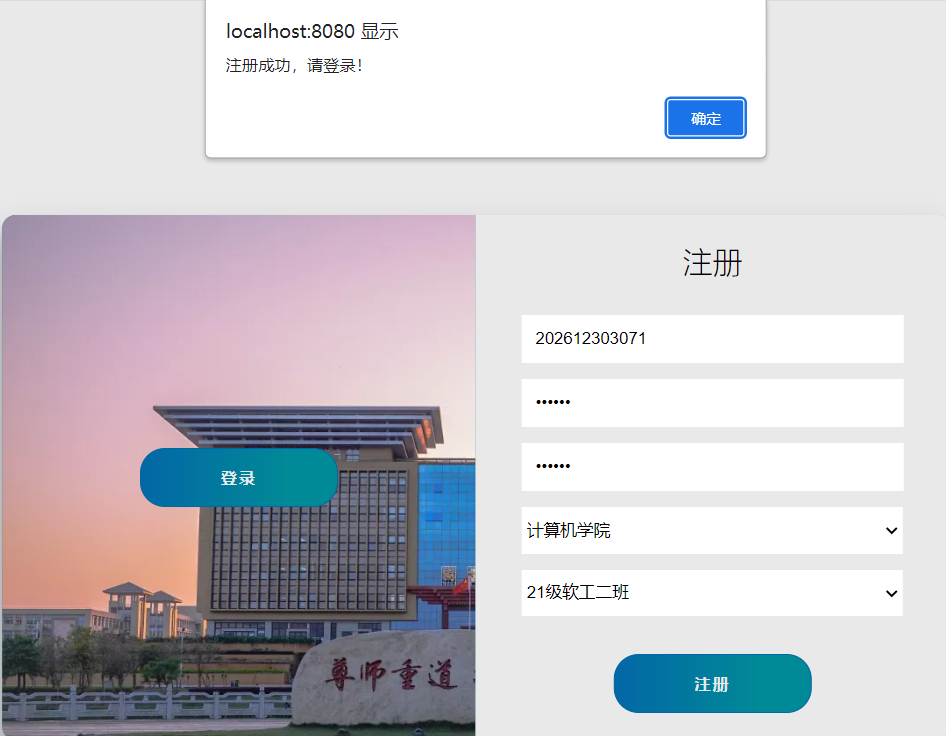 localhost:8080 显示
注册成功，请登录！
确定
注册
202612303071
••••••
••••••
计算机学院
21级软工二班
注册
登录
尊师重道